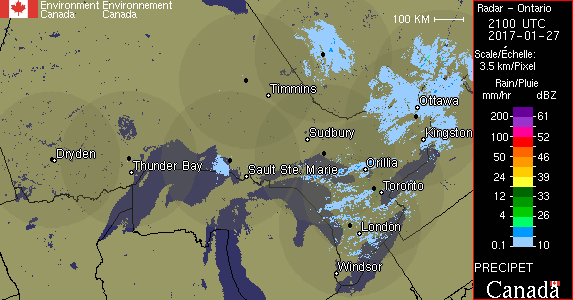 Environment Environnement
Canada Canada
100 KM
Timmins
Ottawa
Sudbury
Kingston
Dryden
Thunder Bay
Sault Ste. Marie
Orillia
Toronto
London
Windsor
Radar - Ontario
2100 UTC
2017-01-27
Scale/Échelle:
3.5 km/Pixel
Rain/Pluie
mm/hr dBZ
200 61
100 52
50 46
24 39
12 33
4 26
0.1 10
PRECIPET
Canada